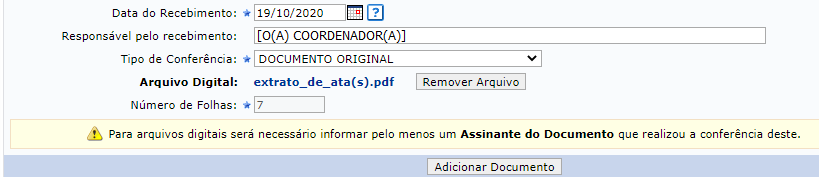 Data do Recebimento: ★ 19/10/2020 ?
Responsável pelo recebimento: [O(A) COORDENADOR(A)]
Tipo de Conferência: ★ DOCUMENTO ORIGINAL
Arquivo Digital: extrato_de_ata(s).pdf Remover Arquivo
Número de Folhas: ★ 7
Para arquivos digitais será necessário informar pelo menos um Assinante do Documento que realizou a conferência deste.
Adicionar Documento